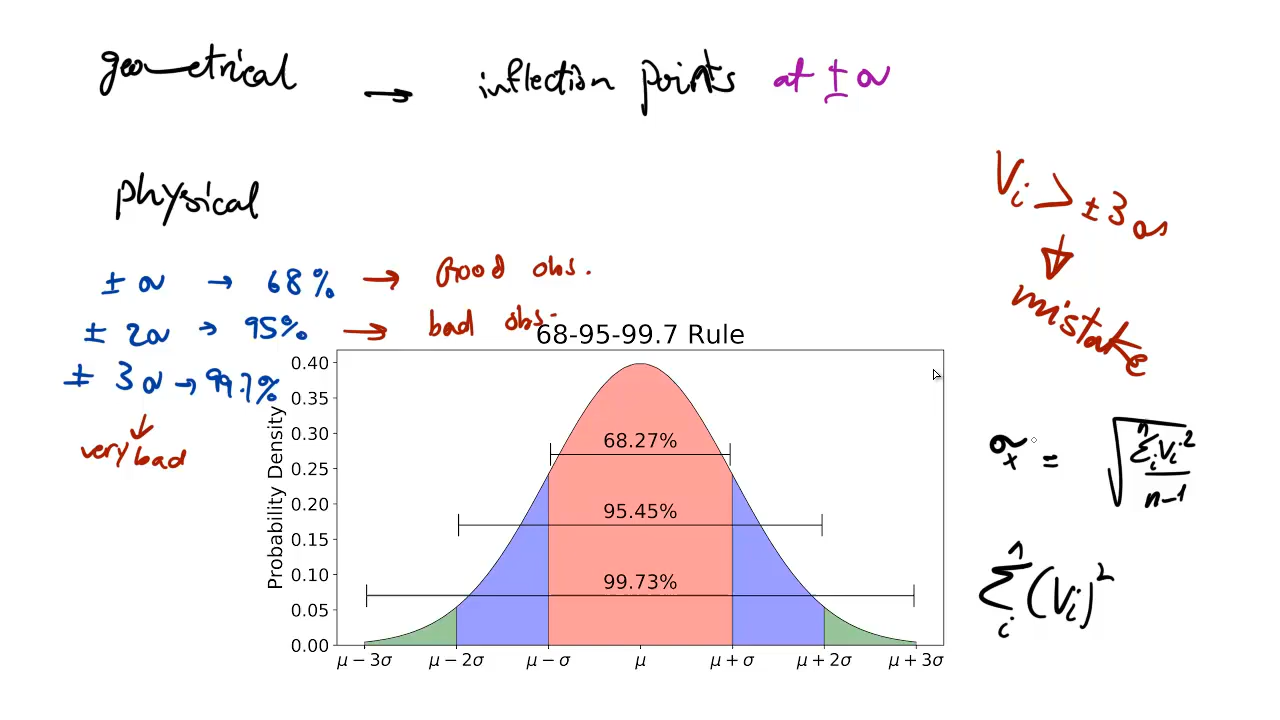 geometrical → inflection points at ± σ
physical
± σ → 68% → Good obs.
± 2σ → 95% → bad obs.
± 3σ → 99.7%
↓
very bad
Vi > ± 3σ
↓
mistake
68-95-99.7 Rule
Probability Density
0.40
0.35
0.30
0.25
0.20
0.15
0.10
0.05
0.00
68.27%
95.45%
99.73%
μ − 3σ μ − 2σ μ − σ μ μ + σ μ + 2σ μ + 3σ
σx = √(Σᵢⁿ Vi² / n-1)
Σᵢⁿ (Vi)²